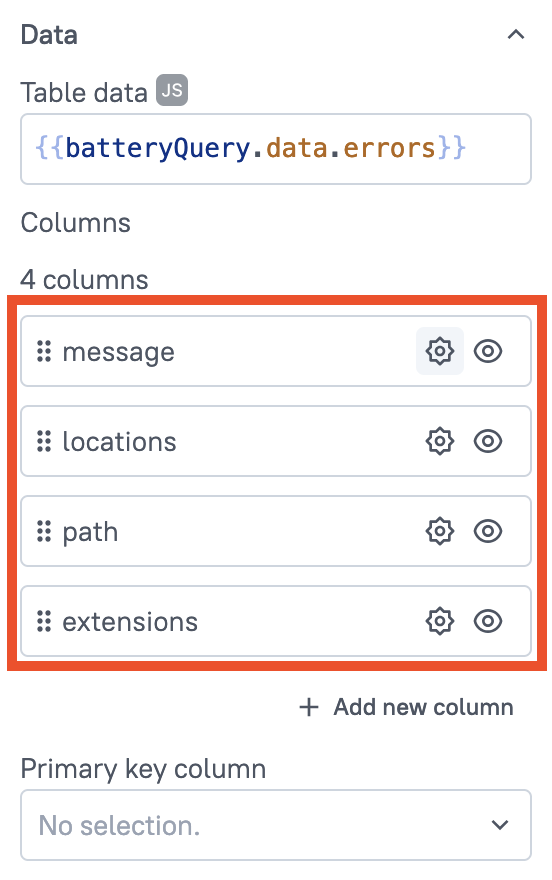 Data
Table data JS
{{batteryQuery.data.errors}}
Columns
4 columns
message
locations
path
extensions
+ Add new column
Primary key column
No selection.